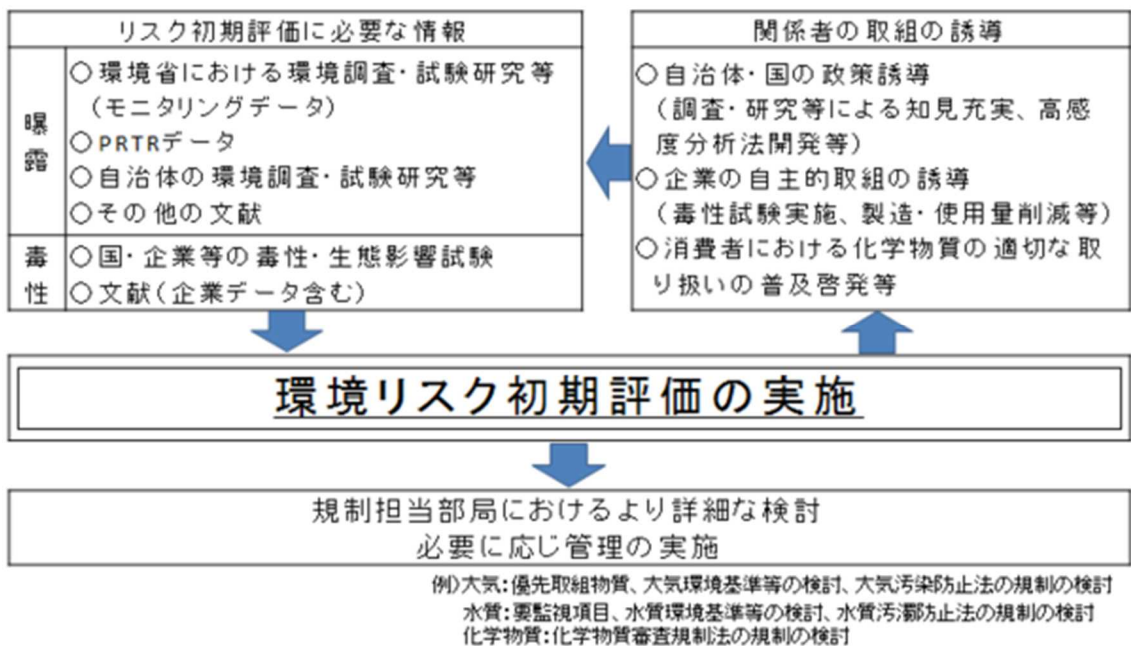 リスク初期評価に必要な情報
曝露
○環境省における環境調査・試験研究等
(モニタリングデータ)
○PRTRデータ
○自治体の環境調査・試験研究等
○その他の文献
毒性
○国・企業等の毒性・生態影響試験
○文献(企業データ含む)
関係者の取組の誘導
○自治体・国の政策誘導
(調査・研究等による知見充実、高感
度分析法開発等)
○企業の自主的取組の誘導
(毒性試験実施、製造・使用量削減等)
○消費者における化学物質の適切な取
り扱いの普及啓発等
環境リスク初期評価の実施
規制担当部局におけるより詳細な検討
必要に応じ管理の実施
例)大気:優先取組物質、大気環境基準等の検討、大気汚染防止法の規制の検討
水質:要監視項目、水質環境基準等の検討、水質汚濁防止法の規制の検討
化学物質:化学物質審査規制法の規制の検討